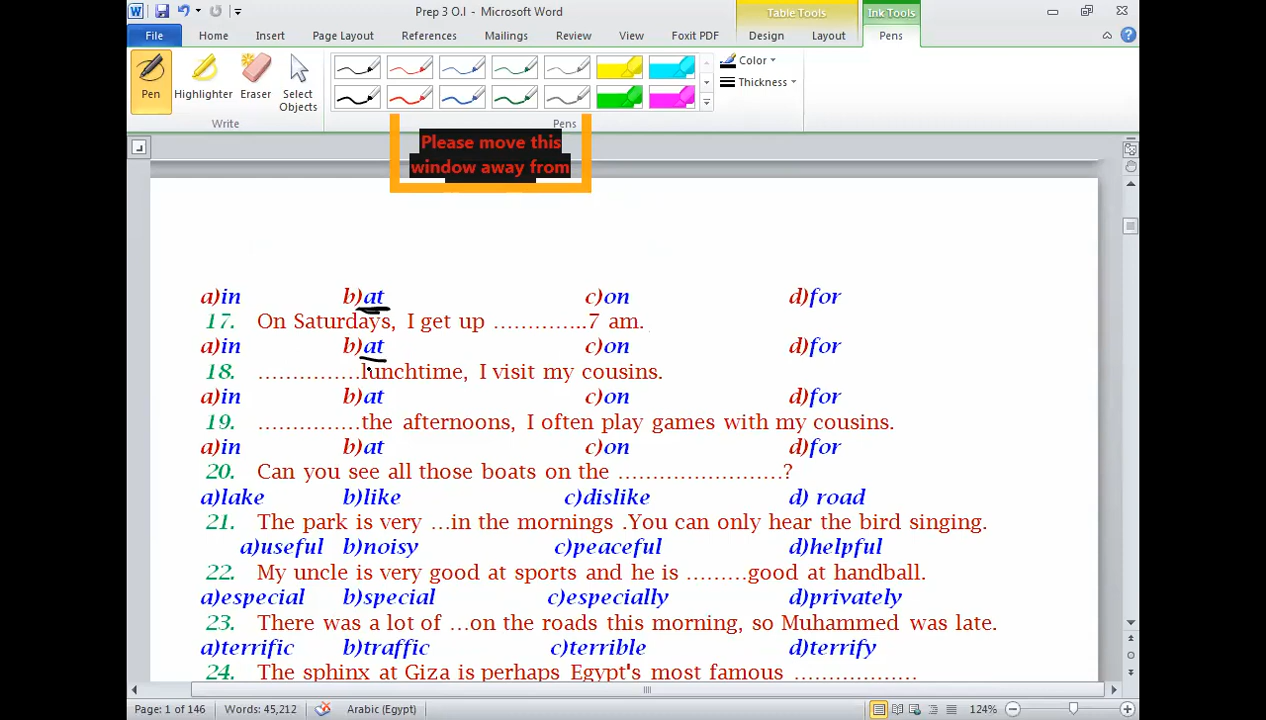 Prep 3 O.I - Microsoft Word
Table Tools
Ink Tools
File
Home
Insert
Page Layout
References
Mailings
Review
View
Foxit PDF
Design
Layout
Pens
Pen
Highlighter
Eraser
Select
Objects
Color
Thickness
Write
Pens
Please move this
window away from
a)in b)at c)on d)for
17. On Saturdays, I get up …………..7 am.
a)in b)at c)on d)for
18. ……………lunchtime, I visit my cousins.
a)in b)at c)on d)for
19. ……………the afternoons, I often play games with my cousins.
a)in b)at c)on d)for
20. Can you see all those boats on the ……………………?
a)lake b)like c)dislike d) road
21. The park is very …in the mornings .You can only hear the bird singing.
a)useful b)noisy c)peaceful d)helpful
22. My uncle is very good at sports and he is ………good at handball.
a)especial b)special c)especially d)privately
23. There was a lot of …on the roads this morning, so Muhammed was late.
a)terrific b)traffic c)terrible d)terrify
24. The sphinx at Giza is perhaps Egypt's most famous ………………
Page: 1 of 146
Words: 45,212
Arabic (Egypt)
124%